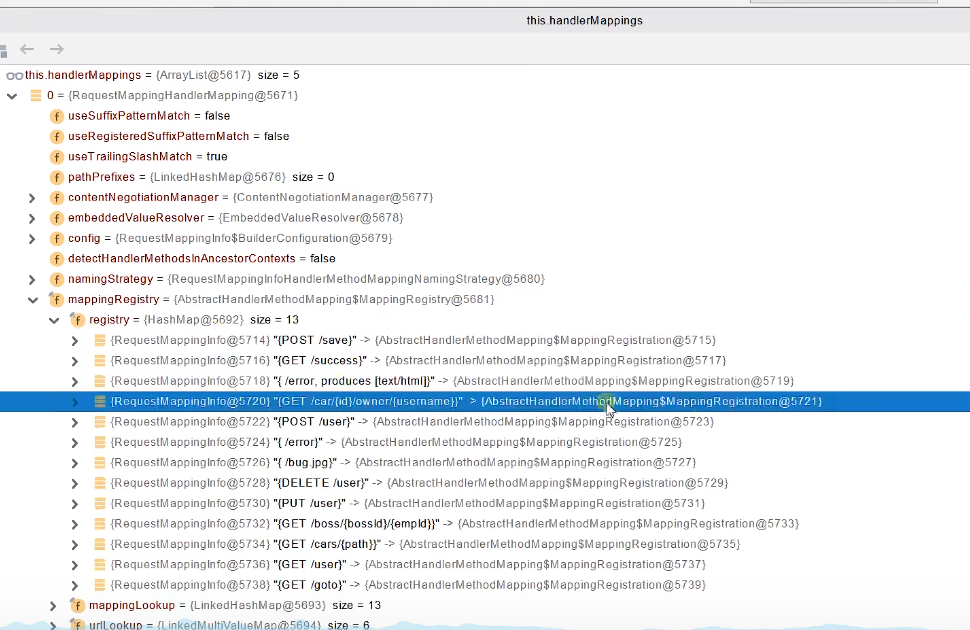 this.handlerMappings
this.handlerMappings = {ArrayList@5617} size = 5
0 = {RequestMappingHandlerMapping@5671}
useSuffixPatternMatch = false
useRegisteredSuffixPatternMatch = false
useTrailingSlashMatch = true
pathPrefixes = {LinkedHashMap@5676} size = 0
contentNegotiationManager = {ContentNegotiationManager@5677}
embeddedValueResolver = {EmbeddedValueResolver@5678}
config = {RequestMappingInfo$BuilderConfiguration@5679}
detectHandlerMethodsInAncestorContexts = false
namingStrategy = {RequestMappingInfoHandlerMethodMappingNamingStrategy@5680}
mappingRegistry = {AbstractHandlerMethodMapping$MappingRegistry@5681}
registry = {HashMap@5692} size = 13
{RequestMappingInfo@5714} "{POST /save}" -> {AbstractHandlerMethodMapping$MappingRegistration@5715}
{RequestMappingInfo@5716} "{GET /success}" -> {AbstractHandlerMethodMapping$MappingRegistration@5717}
{RequestMappingInfo@5718} "{ /error, produces [text/html]}" -> {AbstractHandlerMethodMapping$MappingRegistration@5719}
{RequestMappingInfo@5720} "{GET /car/{id}/owner/{username}}" -> {AbstractHandlerMethodMapping$MappingRegistration@5721}
{RequestMappingInfo@5722} "{POST /user}" -> {AbstractHandlerMethodMapping$MappingRegistration@5723}
{RequestMappingInfo@5724} "{ /error}" -> {AbstractHandlerMethodMapping$MappingRegistration@5725}
{RequestMappingInfo@5726} "{ /bug.jpg}" -> {AbstractHandlerMethodMapping$MappingRegistration@5727}
{RequestMappingInfo@5728} "{DELETE /user}" -> {AbstractHandlerMethodMapping$MappingRegistration@5729}
{RequestMappingInfo@5730} "{PUT /user}" -> {AbstractHandlerMethodMapping$MappingRegistration@5731}
{RequestMappingInfo@5732} "{GET /boss/{bossId}/{empId}}" -> {AbstractHandlerMethodMapping$MappingRegistration@5733}
{RequestMappingInfo@5734} "{GET /cars/{path}}" -> {AbstractHandlerMethodMapping$MappingRegistration@5735}
{RequestMappingInfo@5736} "{GET /user}" -> {AbstractHandlerMethodMapping$MappingRegistration@5737}
{RequestMappingInfo@5738} "{GET /goto}" -> {AbstractHandlerMethodMapping$MappingRegistration@5739}
mappingLookup = {LinkedHashMap@5693} size = 13
urlLookup = {LinkedMultiValueMap@5694} size = 6